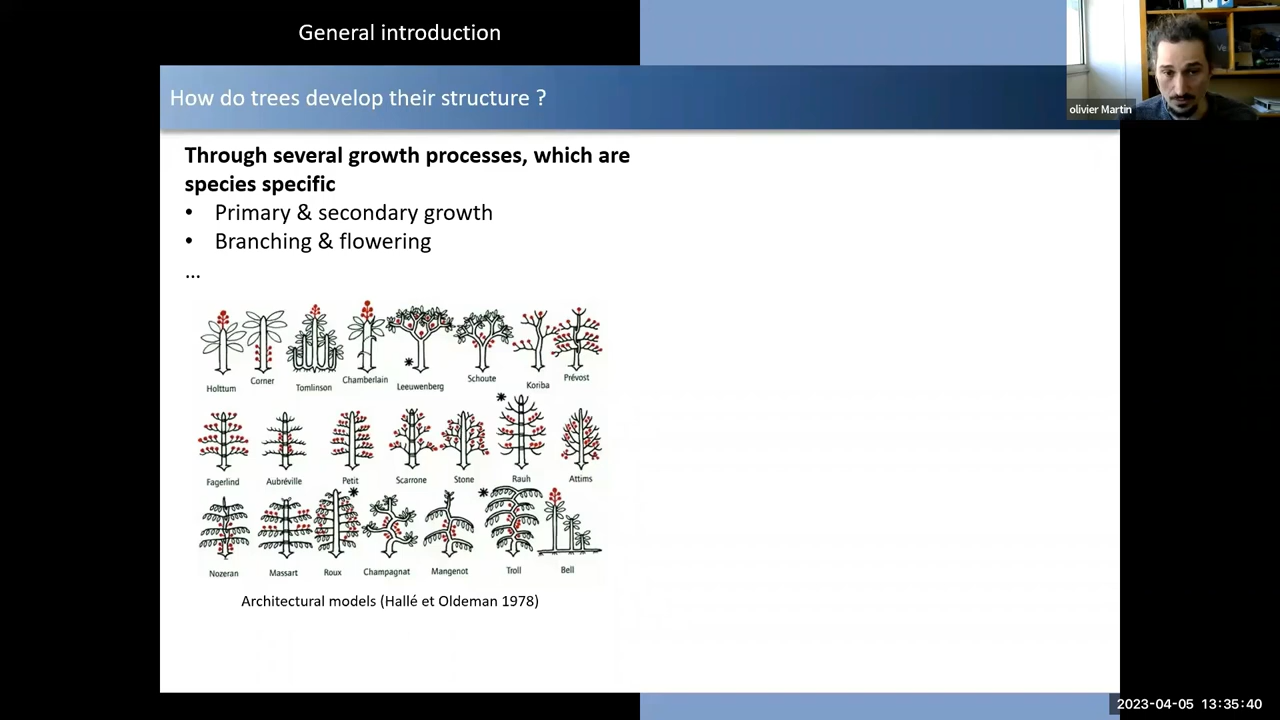 General introduction
How do trees develop their structure ?
olivier Martin
Through several growth processes, which are
species specific
• Primary & secondary growth
• Branching & flowering
...
Holttum Corner Tomlinson Chamberlain Leeuwenberg Schoute Koriba Prévost
Fagerlind Aubréville Petit Scarrone Stone Rauh Attims
Nozeran Massart Roux Champagnat Mangenot Troll Bell
Architectural models (Hallé et Oldeman 1978)
2023-04-05 13:35:40